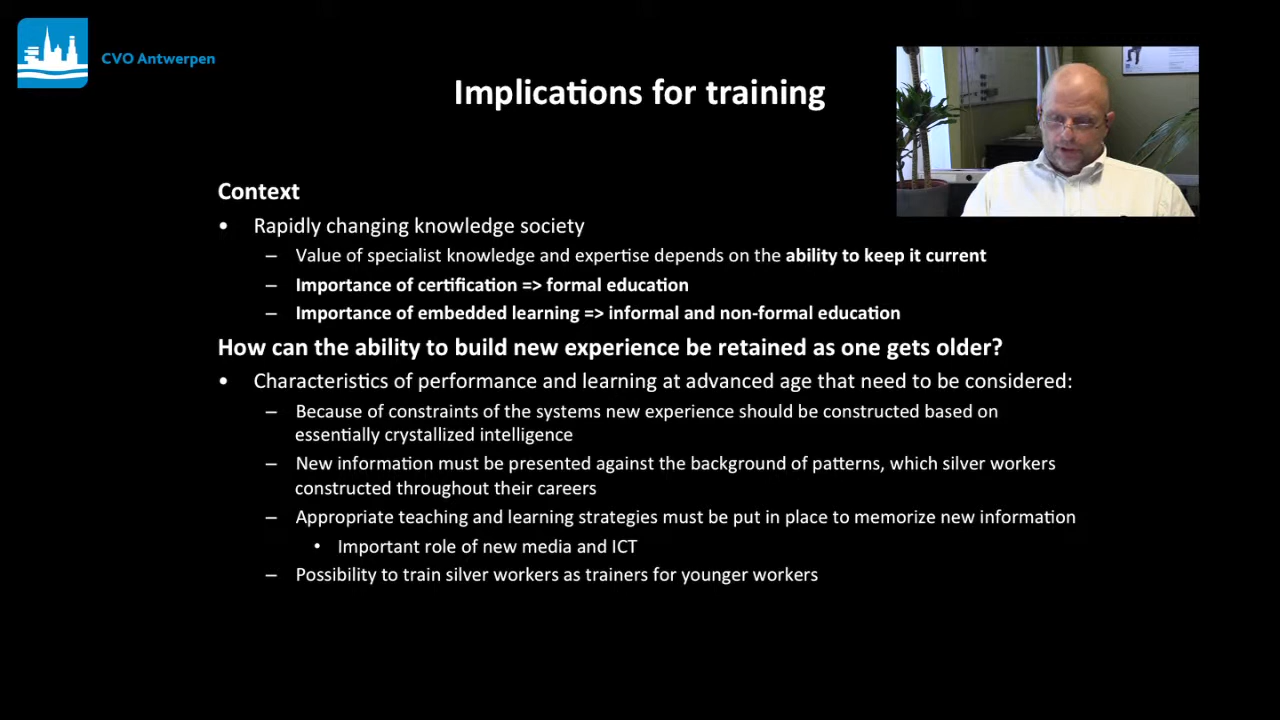 CVO Antwerpen
Implications for training
Context
• Rapidly changing knowledge society
– Value of specialist knowledge and expertise depends on the ability to keep it current
– Importance of certification => formal education
– Importance of embedded learning => informal and non-formal education
How can the ability to build new experience be retained as one gets older?
• Characteristics of performance and learning at advanced age that need to be considered:
– Because of constraints of the systems new experience should be constructed based on
essentially crystallized intelligence
– New information must be presented against the background of patterns, which silver workers
constructed throughout their careers
– Appropriate teaching and learning strategies must be put in place to memorize new information
• Important role of new media and ICT
– Possibility to train silver workers as trainers for younger workers